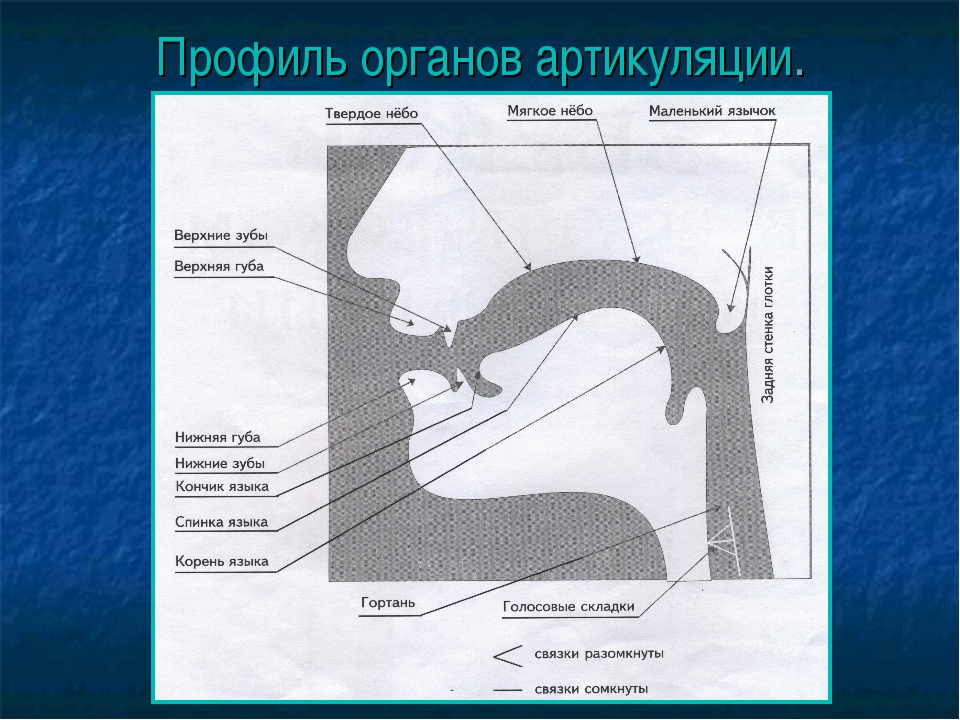 Профиль органов артикуляции.
Твердое нёбо
Мягкое нёбо
Маленький язычок
Верхние зубы
Верхняя губа
Задняя стенка глотки
Нижняя губа
Нижние зубы
Кончик языка
Спинка языка
Корень языка
Гортань
Голосовые складки
связки разомкнуты
связки сомкнуты